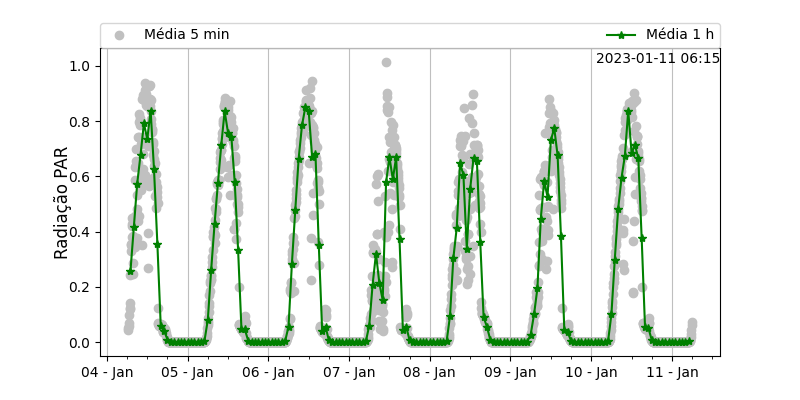 Média 5 min
Média 1 h
2023-01-11 06:15
Radiação PAR
1.0
0.8
0.6
0.4
0.2
0.0
04 - Jan
05 - Jan
06 - Jan
07 - Jan
08 - Jan
09 - Jan
10 - Jan
11 - Jan